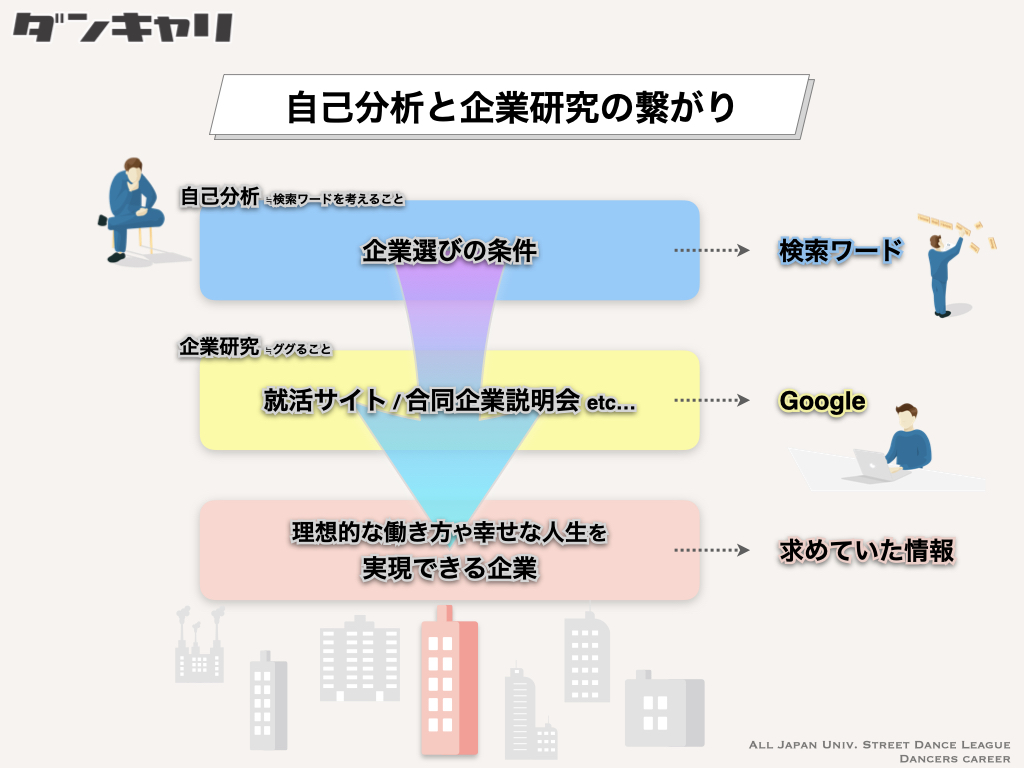 ダンキャリ
自己分析と企業研究の繋がり
自己分析 ≒検索ワードを考えること
企業選びの条件
検索ワード
企業研究 ≒ググること
就活サイト / 合同企業説明会 etc...
Google
理想的な働き方や幸せな人生を
実現できる企業
求めていた情報
ALL JAPAN UNIV. STREET DANCE LEAGUE
DANCERS CAREER